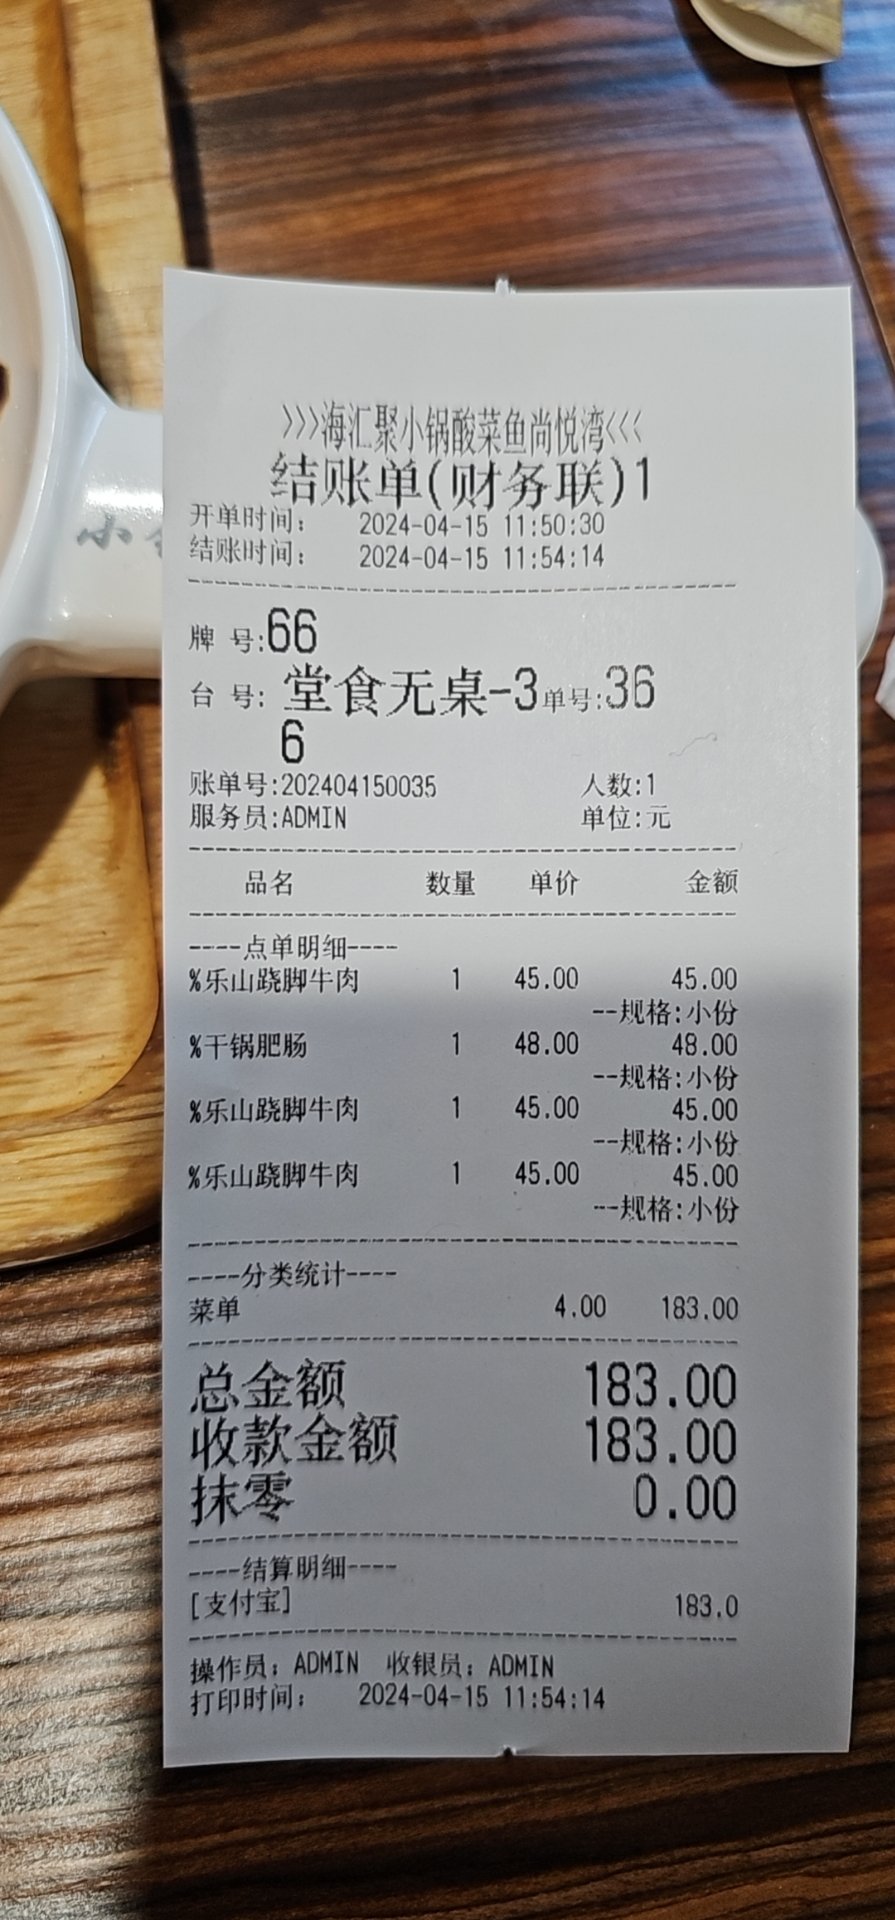 >>>海汇聚小锅酸菜鱼尚悦湾<<<
结账单(财务联)1
开单时间： 2024-04-15 11:50:30
结账时间： 2024-04-15 11:54:14
牌 号:66
台 号: 堂食无桌-3单号:36
6
账单号:202404150035 人数:1
服务员:ADMIN 单位:元
品名 数量 单价 金额
----点单明细----
%乐山跷脚牛肉 1 45.00 45.00
--规格:小份
%干锅肥肠 1 48.00 48.00
--规格:小份
%乐山跷脚牛肉 1 45.00 45.00
--规格:小份
%乐山跷脚牛肉 1 45.00 45.00
--规格:小份
----分类统计----
菜单 4.00 183.00
总金额 183.00
收款金额 183.00
抹零 0.00
----结算明细----
[支付宝] 183.0
操作员：ADMIN 收银员：ADMIN
打印时间： 2024-04-15 11:54:14
小